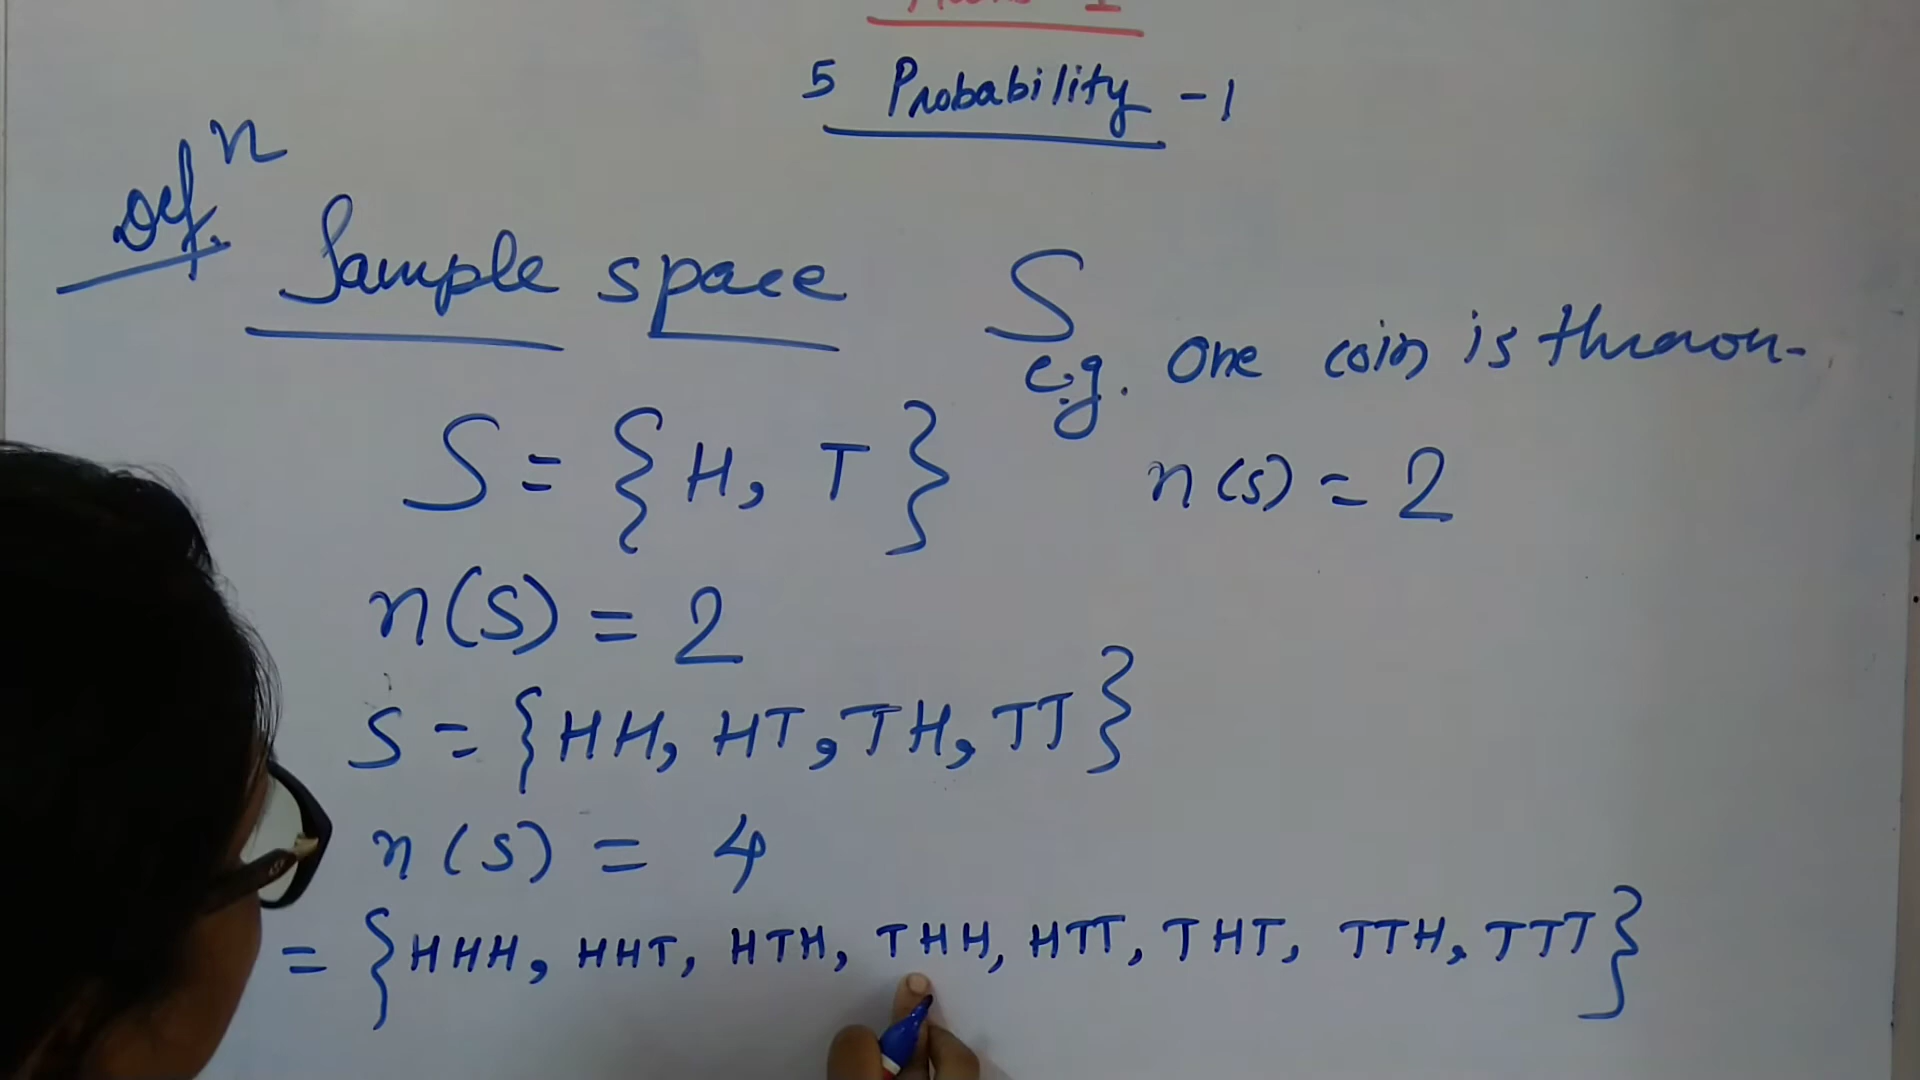 5 Probability - 1
Def.ⁿ
Sample space S
e.g. One coin is thrown.
S = {H, T} n(s) = 2
n(S) = 2
S = {HH, HT, TH, TT}
n(s) = 4
= {HHH, HHT, HTH, THH, HTT, THT, TTH, TTT}